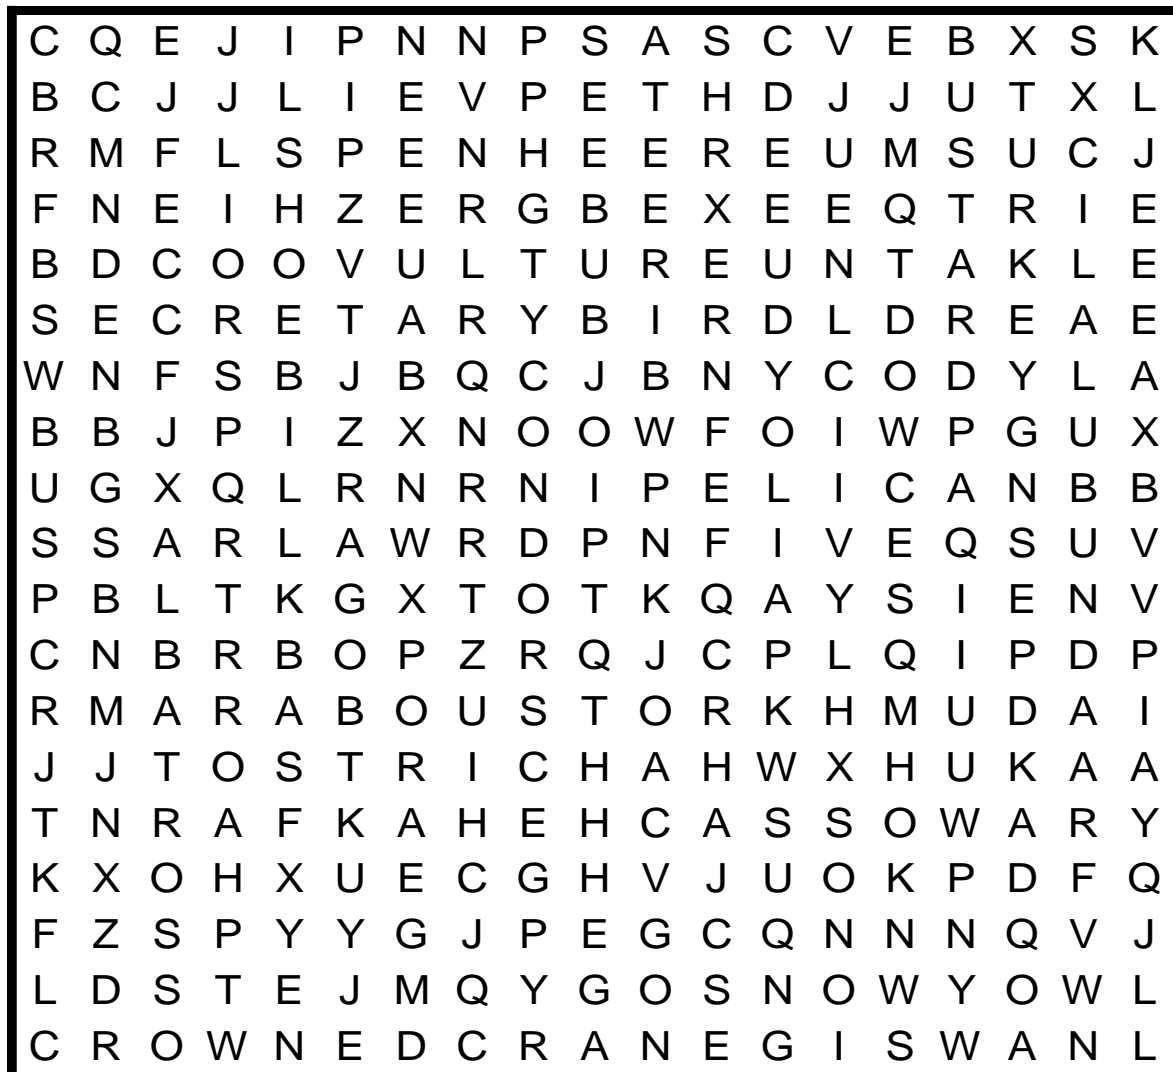 C Q E J I P N N P S A S C V E B X S K
B C J J L I E V P E T H D J J U T X L
R M F L S P E N H E E R E U M S U C J
F N E I H Z E R G B E X E E Q T R I E
B D C O O V U L T U R E U N T A K L E
S E C R E T A R Y B I R D L D R E A E
W N F S B J B Q C J B N Y C O D Y L A
B B J P I Z X N O O W F O I W P G U X
U G X Q L R N R N I P E L I C A N B B
S S A R L A W R D P N F I V E Q S U V
P B L T K G X T O T K Q A Y S I E N V
C N B R B O P Z R Q J C P L Q I P D P
R M A R A B O U S T O R K H M U D A I
J J T O S T R I C H A H W X H U K A A
T N R A F K A H E H C A S S O W A R Y
K X O H X U E C G H V J U O K P D F Q
F Z S P Y Y G J P E G C Q N N N Q V J
L D S T E J M Q Y G O S N O W Y O W L
C R O W N E D C R A N E G I S W A N L